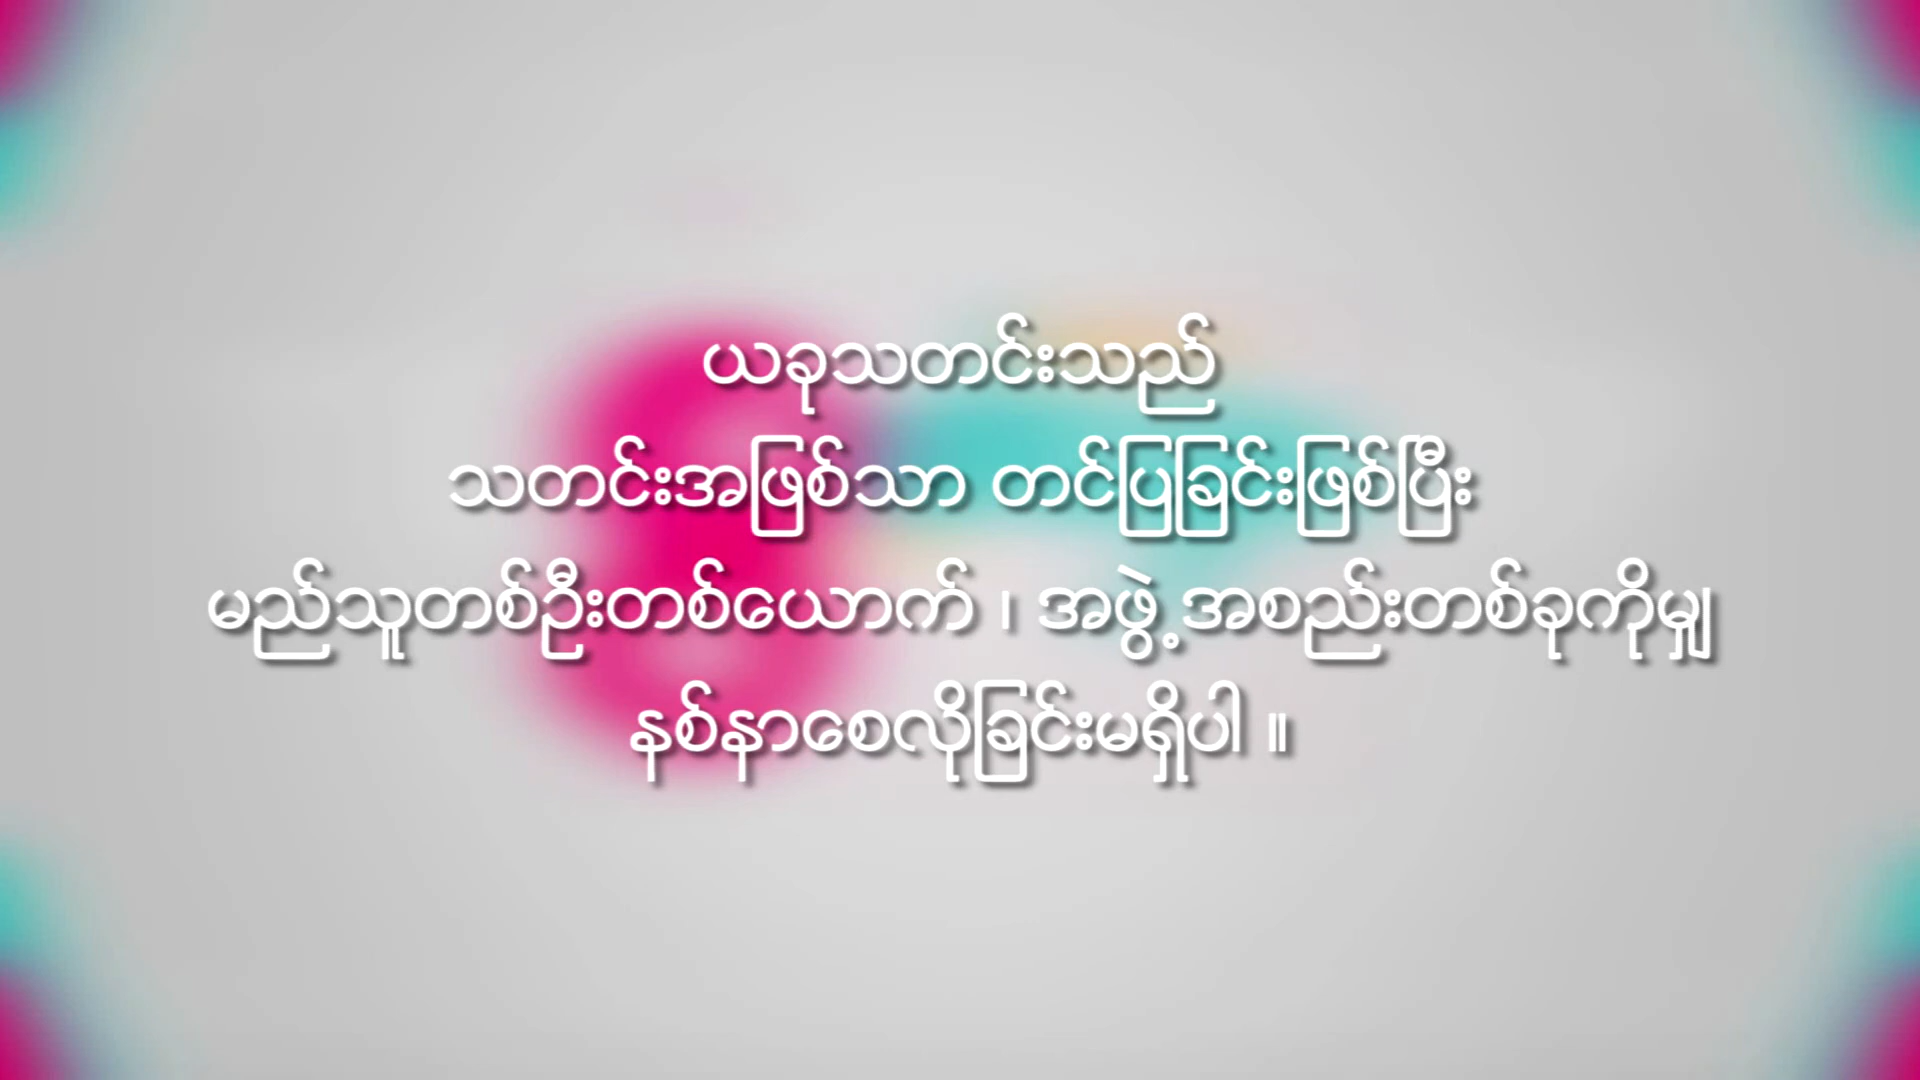 ယခုသတင်းသည်
သတင်းအဖြစ်သာ တင်ပြခြင်းဖြစ်ပြီး
မည်သူတစ်ဦးတစ်ယောက် ၊ အဖွဲ့အစည်းတစ်ခုကိုမျှ
နစ်နာစေလိုခြင်းမရှိပါ ။